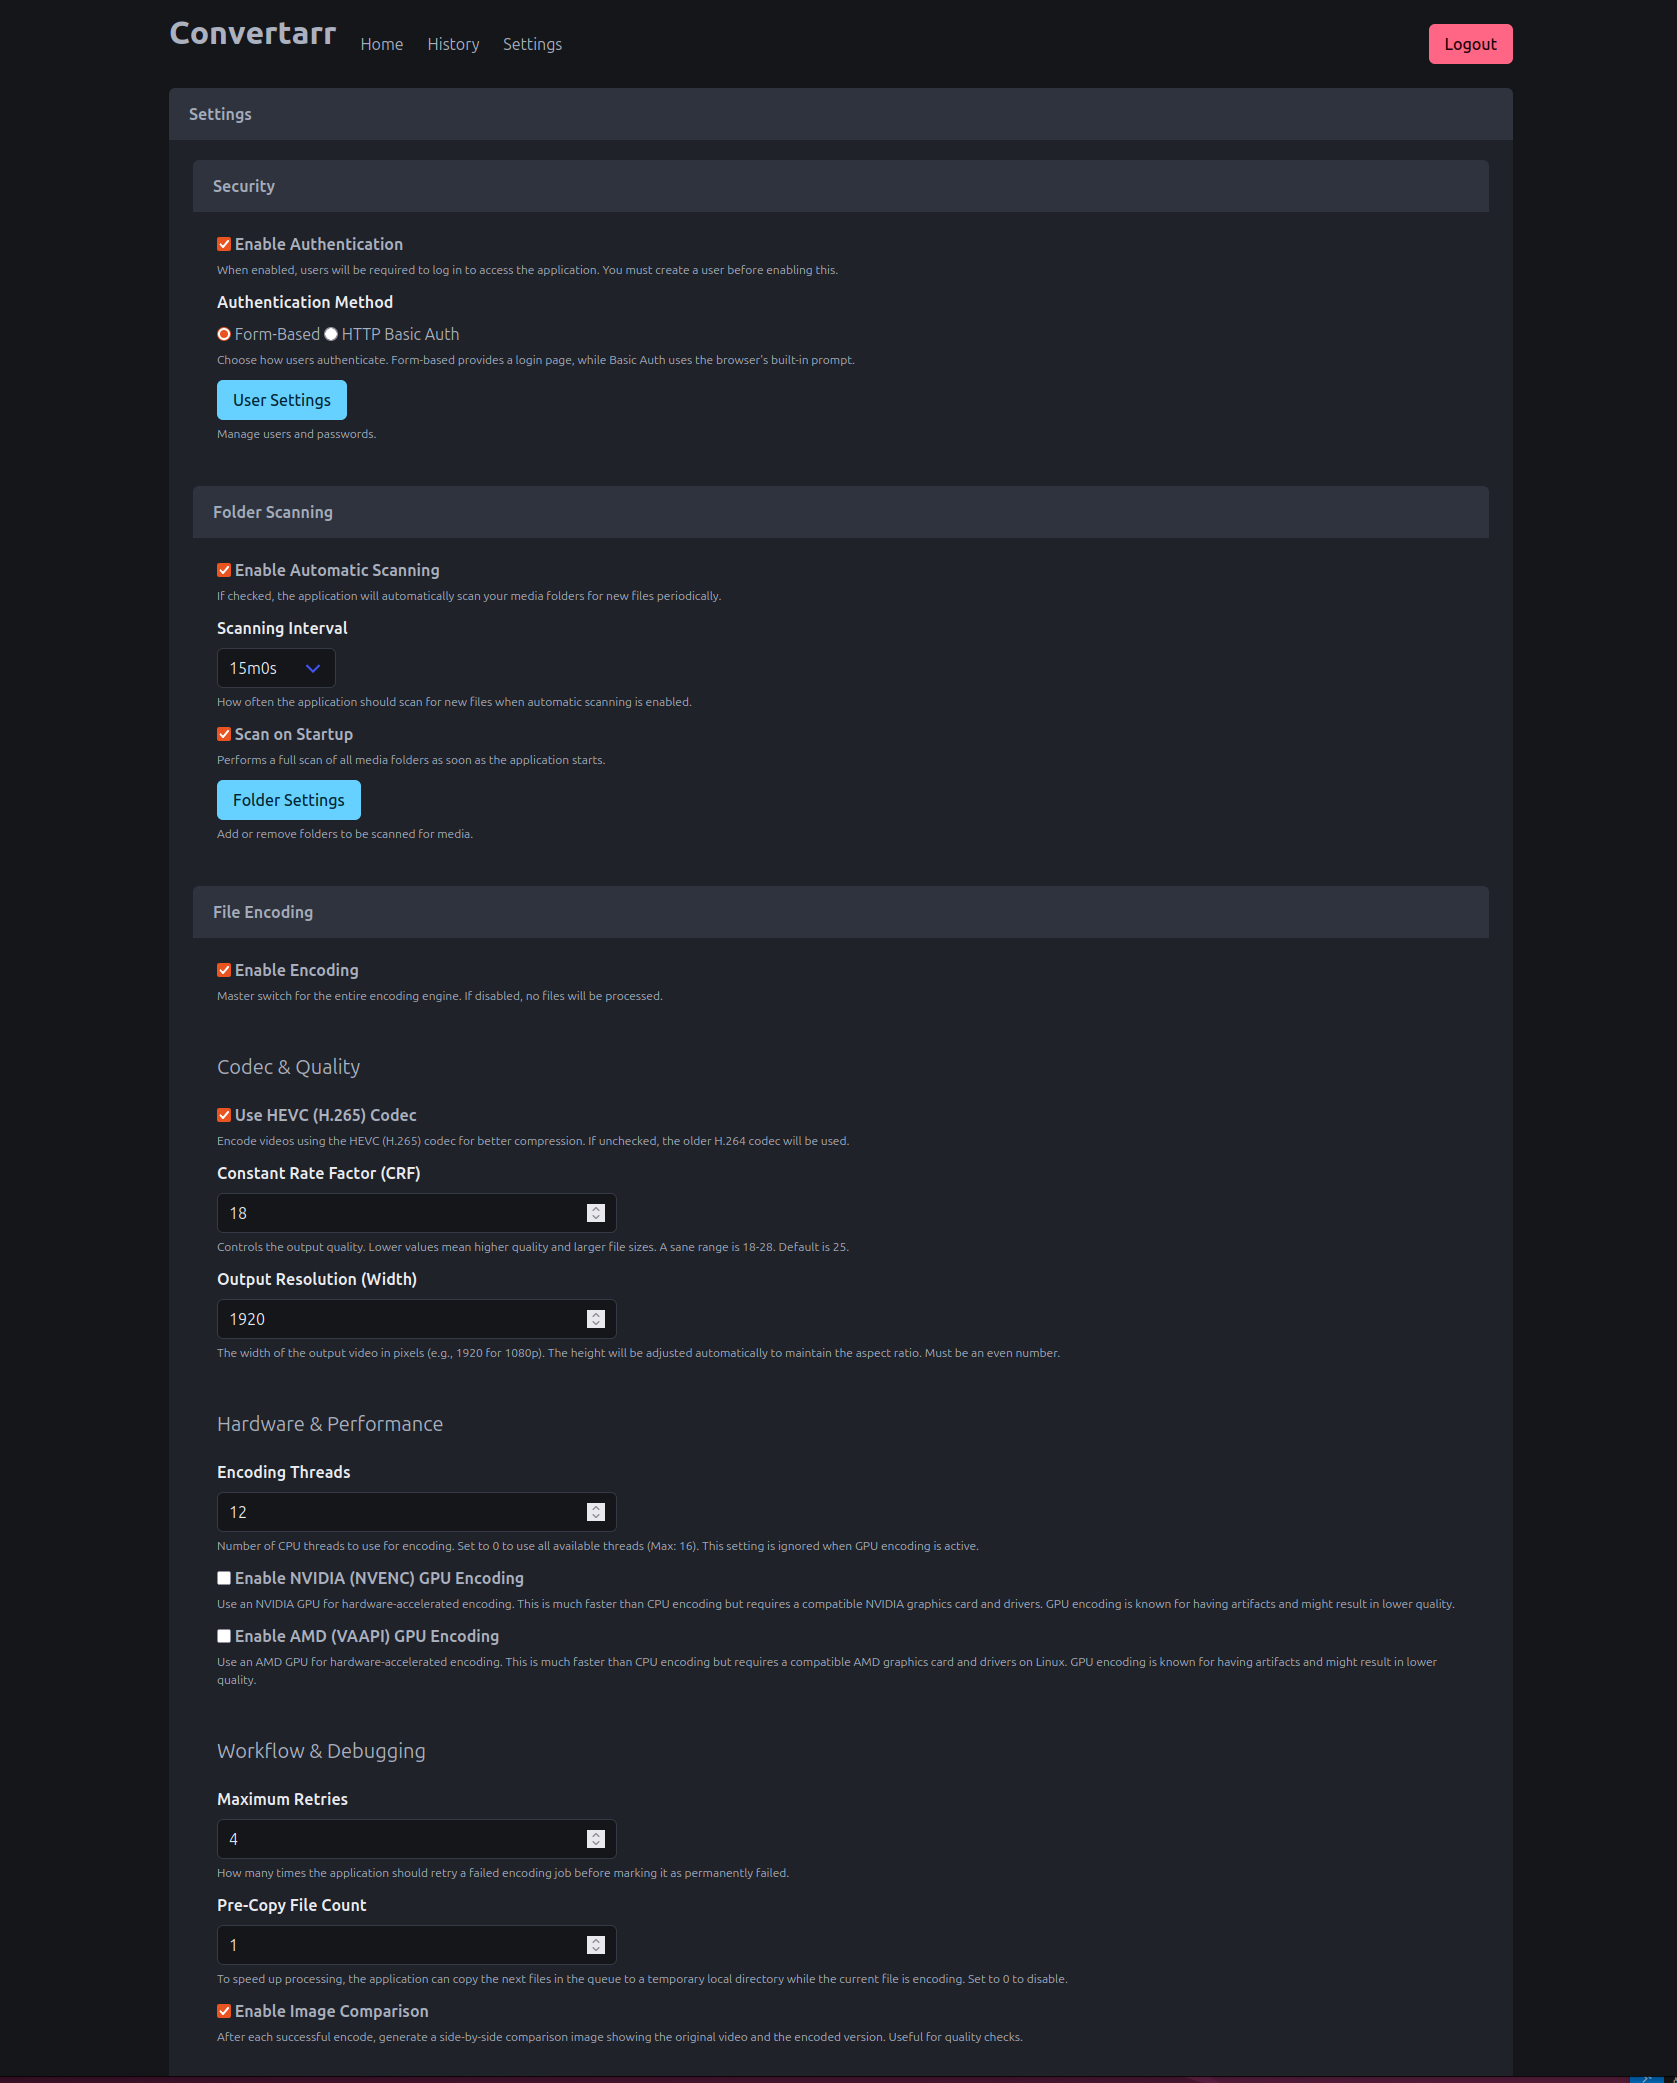 Convertarr
Home
History
Settings
Logout
Settings
Security
Enable Authentication
When enabled, users will be required to log in to access the application. You must create a user before enabling this.
Authentication Method
Form-Based HTTP Basic Auth
Choose how users authenticate. Form-based provides a login page, while Basic Auth uses the browser's built-in prompt.
User Settings
Manage users and passwords.
Folder Scanning
Enable Automatic Scanning
If checked, the application will automatically scan your media folders for new files periodically.
Scanning Interval
15m0s
How often the application should scan for new files when automatic scanning is enabled.
Scan on Startup
Performs a full scan of all media folders as soon as the application starts.
Folder Settings
Add or remove folders to be scanned for media.
File Encoding
Enable Encoding
Master switch for the entire encoding engine. If disabled, no files will be processed.
Codec & Quality
Use HEVC (H.265) Codec
Encode videos using the HEVC (H.265) codec for better compression. If unchecked, the older H.264 codec will be used.
Constant Rate Factor (CRF)
18
Controls the output quality. Lower values mean higher quality and larger file sizes. A sane range is 18-28. Default is 25.
Output Resolution (Width)
1920
The width of the output video in pixels (e.g., 1920 for 1080p). The height will be adjusted automatically to maintain the aspect ratio. Must be an even number.
Hardware & Performance
Encoding Threads
12
Number of CPU threads to use for encoding. Set to 0 to use all available threads (Max: 16). This setting is ignored when GPU encoding is active.
Enable NVIDIA (NVENC) GPU Encoding
Use an NVIDIA GPU for hardware-accelerated encoding. This is much faster than CPU encoding but requires a compatible NVIDIA graphics card and drivers. GPU encoding is known for having artifacts and might result in lower quality.
Enable AMD (VAAPI) GPU Encoding
Use an AMD GPU for hardware-accelerated encoding. This is much faster than CPU encoding but requires a compatible AMD graphics card and drivers on Linux. GPU encoding is known for having artifacts and might result in lower
quality.
Workflow & Debugging
Maximum Retries
4
How many times the application should retry a failed encoding job before marking it as permanently failed.
Pre-Copy File Count
1
To speed up processing, the application can copy the next files in the queue to a temporary local directory while the current file is encoding. Set to 0 to disable.
Enable Image Comparison
After each successful encode, generate a side-by-side comparison image showing the original video and the encoded version. Useful for quality checks.